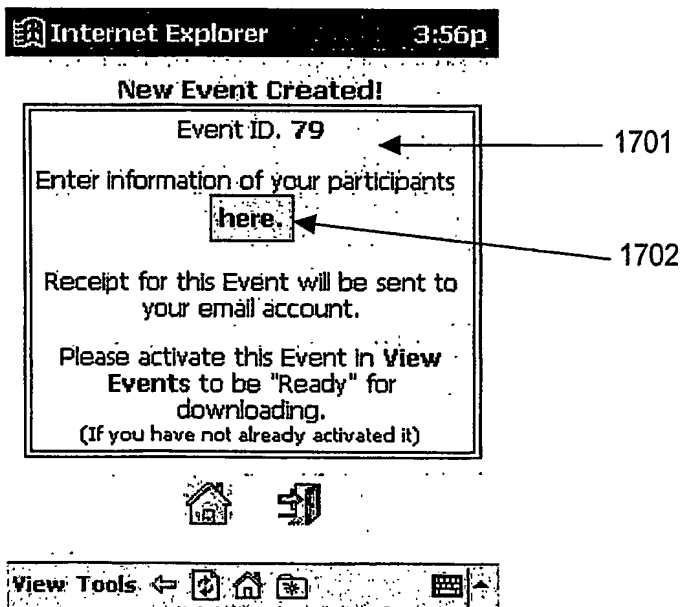 Internet Explorer 3:56p
New Event Created!
Event ID. 79
1701
Enter information of your participants
here.
1702
Receipt for this Event will be sent to
your email account.
Please activate this Event in View
Events to be "Ready" for
downloading.
(If you have not already activated it)
View Tools